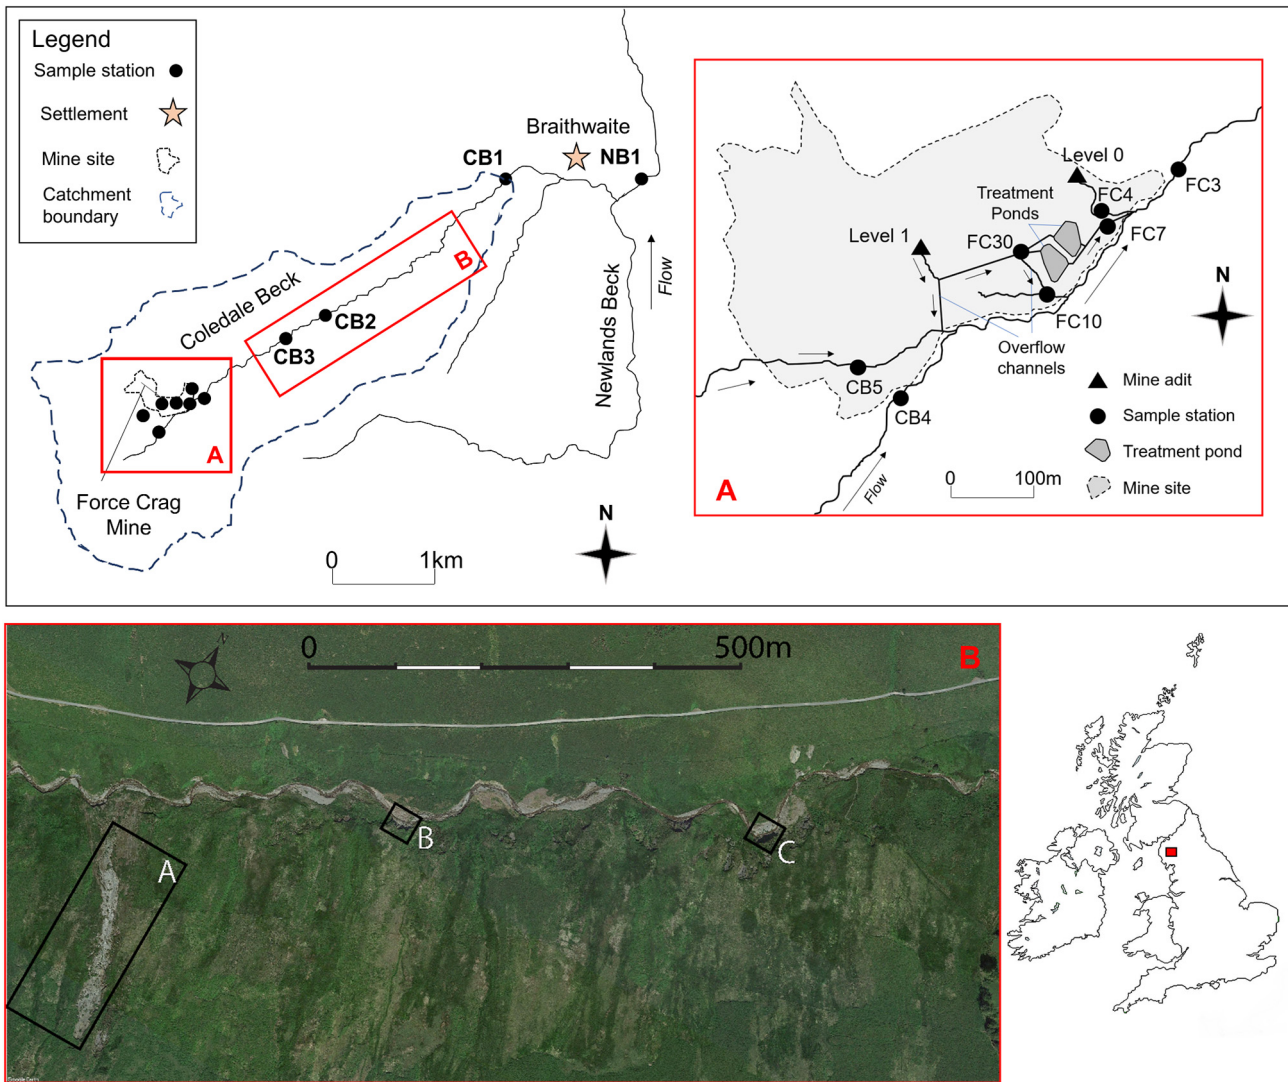 Legend
Sample station
Settlement
Mine site
Catchment
boundary
Braithwaite
CB1
NB1
B
Flow
Coledale Beck
CB2
CB3
Newlands Beck
A
Force Crag
Mine
N
0
1km
Level 0
FC3
Treatment
Ponds
FC4
Level 1
FC30
FC7
N
FC10
Overflow
channels
CB5
CB4
Mine adit
Sample station
Treatment pond
Mine site
0
100m
A
Flow
0
500m
B
A
B
C